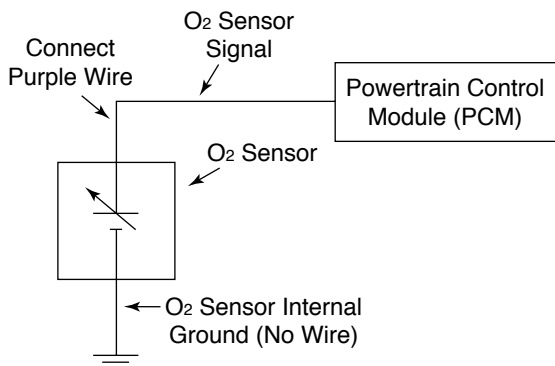 O₂ Sensor
Signal
Connect
Purple Wire
Powertrain Control
Module (PCM)
O₂ Sensor
O₂ Sensor Internal
Ground (No Wire)